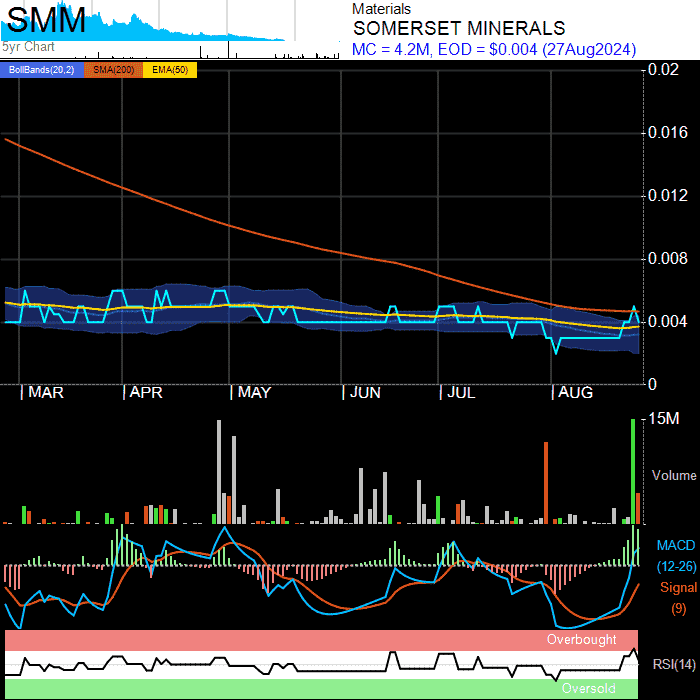 SMM
5yr Chart
Materials
SOMERSET MINERALS
MC = 4.2M, EOD = $0.004 (27Aug2024)
BollBands(20,2) SMA(200) EMA(50)
0.02
0.016
0.012
0.008
0.004
0
MAR APR MAY JUN JUL AUG
15M
Volume
MACD
(12-26)
Signal
(9)
Overbought
RSI(14)
Oversold